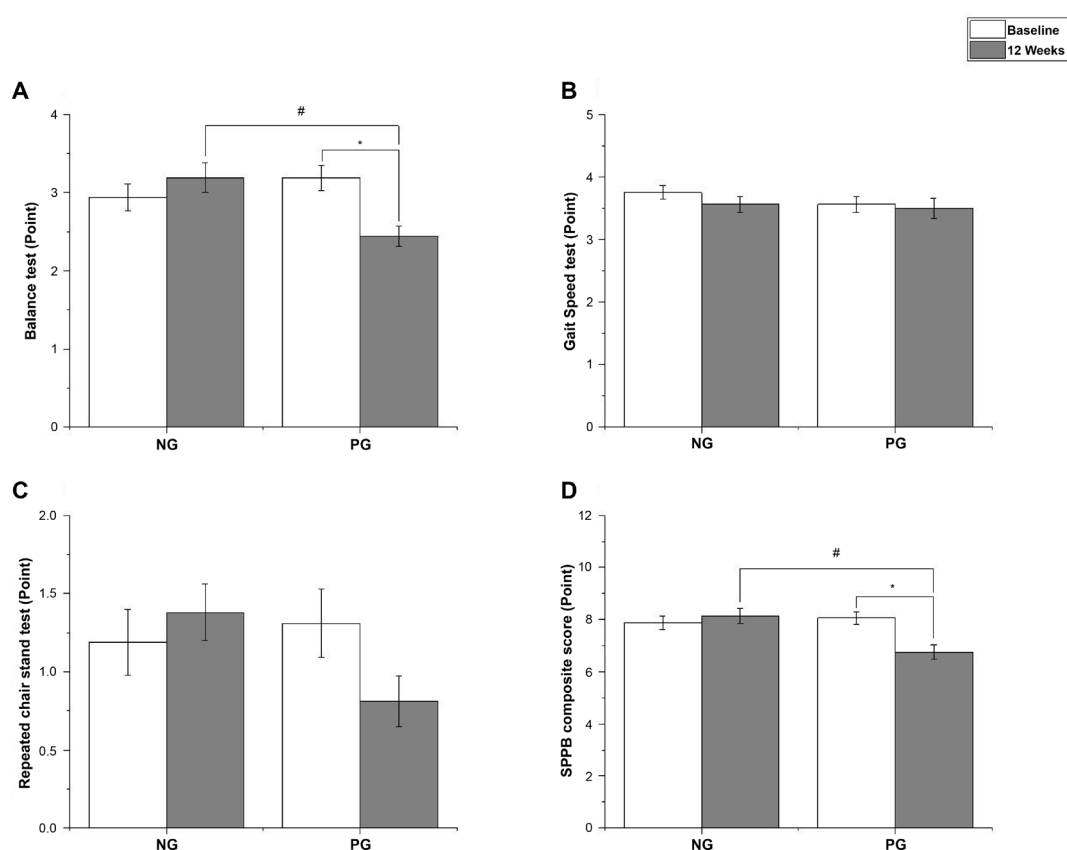 Baseline
12 Weeks
A
Balance test (Point)
4
3
2
1
0
#
*
NG
PG
B
Gait Speed test (Point)
5
4
3
2
1
0
NG
PG
C
Repeated chair stand test (Point)
2.0
1.5
1.0
0.5
0.0
NG
PG
D
SPPB composite score (Point)
12
10
8
6
4
2
0
#
*
NG
PG